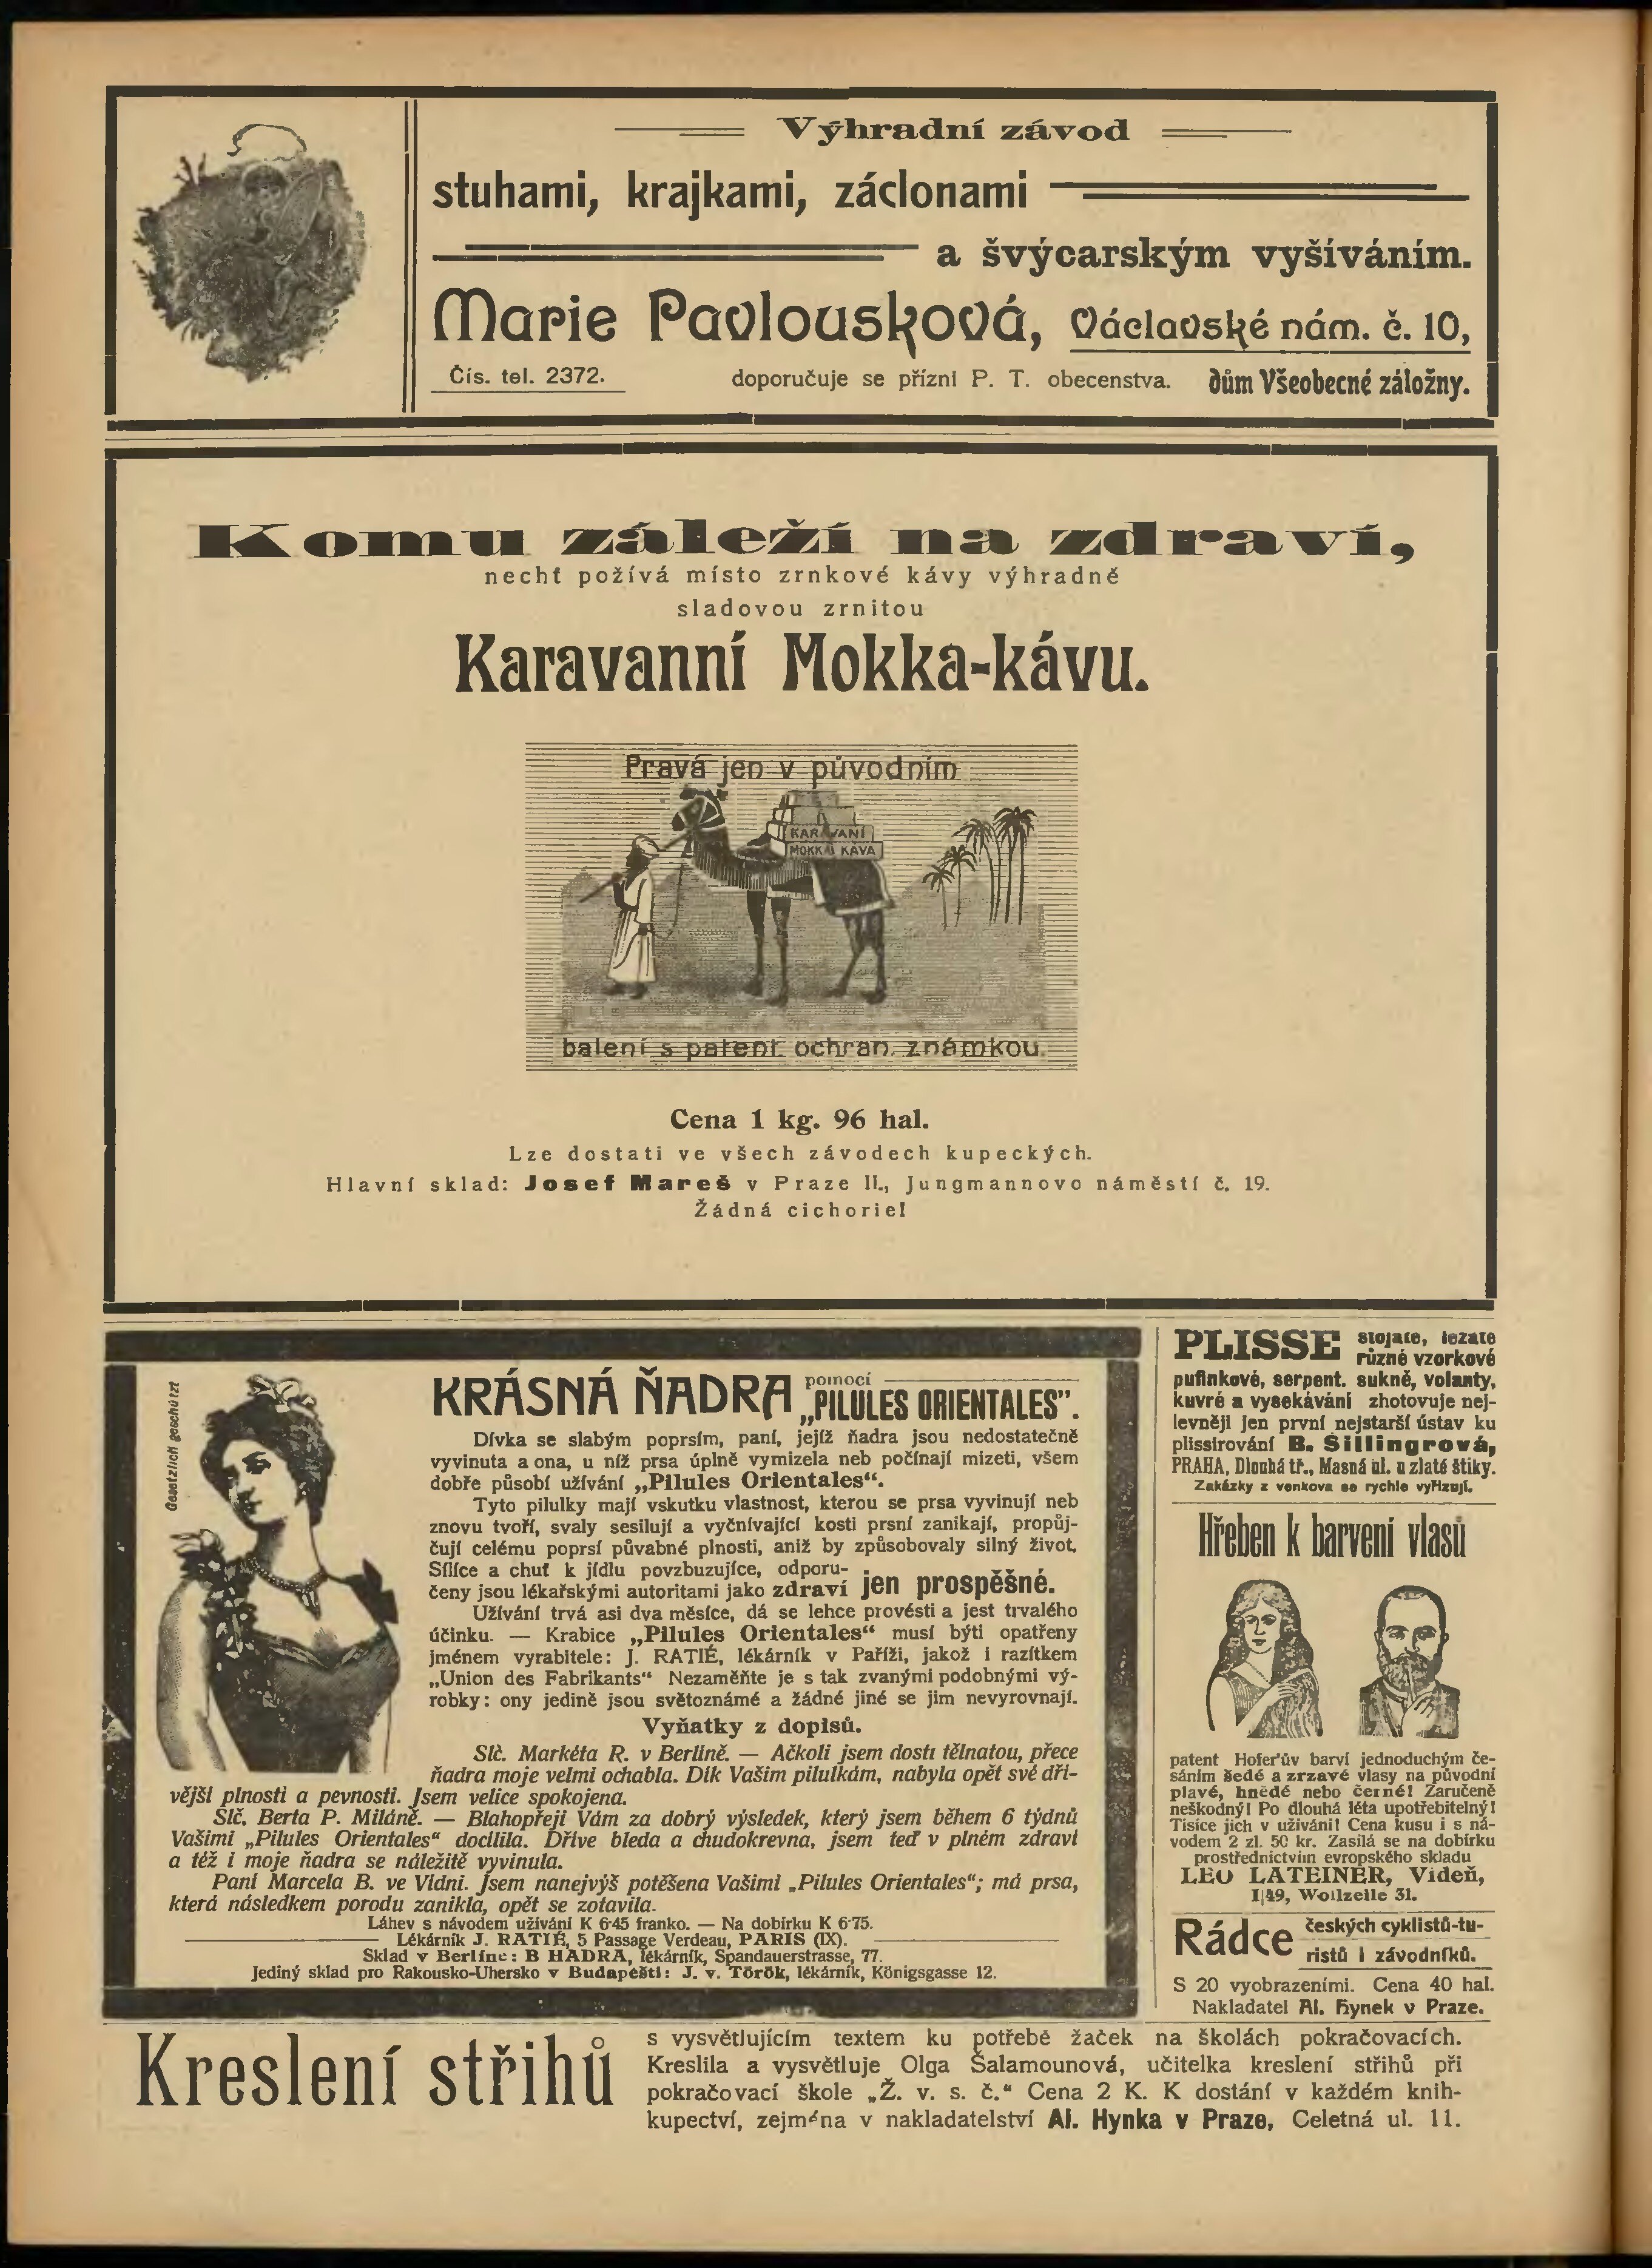 Výhradní závod
stuhami, krajkami, záclonami
a švýcarským vyšíváním.
Marie Pavlousková, Václavské nám. č. 10,
Čís. tel. 2372. doporučuje se přízni P. T. obecenstva. dům Všeobecné záložny.
Komu záleží na zdraví,
nechť požívá místo zrnkové kávy výhradně
sladovou zrnitou
Karavanní Mokka-kávu.
Pravá jen v původním
KARAVANÍ
MOKKA KÁVA
balení s patent. ochran. známkou.
Cena 1 kg. 96 hal.
Lze dostati ve všech závodech kupeckých.
Hlavní sklad: Josef Mareš v Praze II., Jungmannovo náměstí č. 19.
Žádná cichorie!
Gesetzlich geschützt
KRÁSNÁ ŇADRA pomocí „PILULES ORIENTALES”.
Dívka se slabým poprsím, paní, jejíž ňadra jsou nedostatečně
vyvinuta a ona, u níž prsa úplně vymizela neb počínají mizeti, všem
dobře působí užívání „Pilules Orientales“.
Tyto pilulky mají vskutku vlastnost, kterou se prsa vyvinují neb
znovu tvoří, svaly sesilují a vyčnívající kosti prsní zanikají, propůj-
čují celému poprsí půvabné plnosti, aniž by způsobovaly silný život.
Sílíce a chuť k jídlu povzbuzujíce, odporu-
čeny jsou lékařskými autoritami jako zdraví jen prospěšné.
Užívání trvá asi dva měsíce, dá se lehce provésti a jest trvalého
účinku. — Krabice „Pilules Orientales“ musí býti opatřeny
jménem vyrabitele: J. RATIÉ, lékárník v Paříži, jakož i razítkem
„Union des Fabrikants“ Nezaměňte je s tak zvanými podobnými vý-
robky: ony jedině jsou světoznámé a žádné jiné se jim nevyrovnají.
Vyňatky z dopisů.
Slč. Markéta R. v Berlíně. — Ačkoli jsem dosti tělnatou, přece
ňadra moje velmi ochabla. Dík Vašim pilulkám, nabyla opět své dří-
vější plnosti a pevnosti. Jsem velice spokojena.
Slč. Berta P. Miláně. — Blahopřeji Vám za dobrý výsledek, který jsem během 6 týdnů
Vašimi „Pilules Orientales“ docílila. Dříve bleda a chudokrevna, jsem teď v plném zdraví
a též i moje ňadra se náležitě vyvinula.
Paní Marcela B. ve Vídni. Jsem nanejvýš potěšena Vašimi „Pilules Orientales“; má prsa,
která následkem porodu zanikla, opět se zotavila.
Láhev s návodem užívání K 6·45 franko. — Na dobírku K 6·75.
Lékárník J. RATIÉ, 5 Passage Verdeau, PARIS (IX).
Sklad v Berlíne: B HADRA, lékárník, Spandauerstrasse, 77.
Jediný sklad pro Rakousko-Uhersko v Budapešti: J. v. Török, lékárník, Königsgasse 12.
PLISSE stojaté, ležaté
různé vzorkové
pufinkové, serpent. sukně, volanty,
kuvré a vysekávání zhotovuje nej-
levněji jen první nejstarší ústav ku
plissirování B. Šillingrová,
PRAHA, Dlouhá tř., Masná ul. u zlaté štiky.
Zakázky z venkova se rychle vyřizují.
Hřeben k barvení vlasů
patent Hofer'ův barví jednoduchým če-
sáním šedé a zrzavé vlasy na původní
plavé, hnědé nebo černé! Zaručeně
neškodný! Po dlouhá léta upotřebitelný!
Tisíce jich v užívání! Cena kusu i s ná-
vodem 2 zl. 50 kr. Zasílá se na dobírku
prostřednictvím evropského skladu
LEO LATEINER, Vídeň,
I|49, Wollzeile 31.
Rádce českých cyklistů-tu-
ristů i závodníků.
S 20 vyobrazeními. Cena 40 hal.
Nakladatel Al. Hynek v Praze.
Kreslení střihů
s vysvětlujícím textem ku potřebě žaček na školách pokračovacích.
Kreslila a vysvětluje Olga Šalamounová, učitelka kreslení střihů při
pokračovací škole „Ž. v. s. č.“ Cena 2 K. K dostání v každém knih-
kupectví, zejména v nakladatelství Al. Hynka v Praze, Celetná ul. 11.